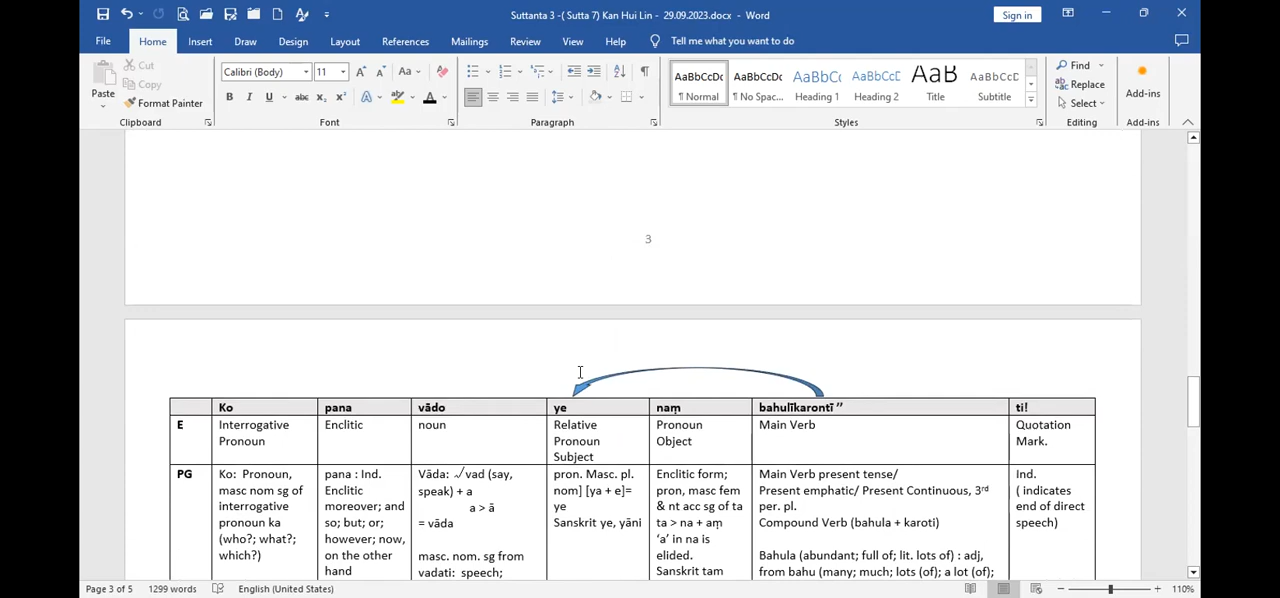 Suttanta 3 -( Sutta 7) Kan Hui Lin - 29.09.2023.docx - Word
Sign in
File Home Insert Draw Design Layout References Mailings Review View Help Tell me what you want to do
Paste
Cut
Copy
Format Painter
Clipboard
Calibri (Body) 11
Font
Paragraph
AaBbCcDc AaBbCcDc AaBbC( AaBbCcC AaB AaBbCcD
¶ Normal ¶ No Spac... Heading 1 Heading 2 Title Subtitle
Styles
Find
Replace
Select
Editing
Add-ins
Add-ins
3
Ko pana vādo ye naṃ bahulīkarontī ” ti!
E
Interrogative
Pronoun
Enclitic
noun
Relative
Pronoun
Subject
Pronoun
Object
Main Verb
Quotation
Mark.
PG
Ko: Pronoun,
masc nom sg of
interrogative
pronoun ka
(who?; what?;
which?)
pana : Ind.
Enclitic
moreover; and
so; but; or;
however; now,
on the other
hand
Vāda: √vad (say,
speak) + a
a > ā
= vāda
masc. nom. sg from
vadati: speech;
pron. Masc. pl.
nom] [ya + e]=
ye
Sanskrit ye, yāni
Enclitic form;
pron, masc fem
& nt acc sg of ta
ta > na + aṃ
‘a’ in na is
elided.
Sanskrit tam
Main Verb present tense/
Present emphatic/ Present Continuous, 3rd
per. pl.
Compound Verb (bahula + karoti)
Bahula (abundant; full of; lit. lots of) : adj,
from bahu (many; much; lots (of); a lot (of);
Ind.
( indicates
end of direct
speech)
Page 3 of 5 1299 words English (United States) 110%